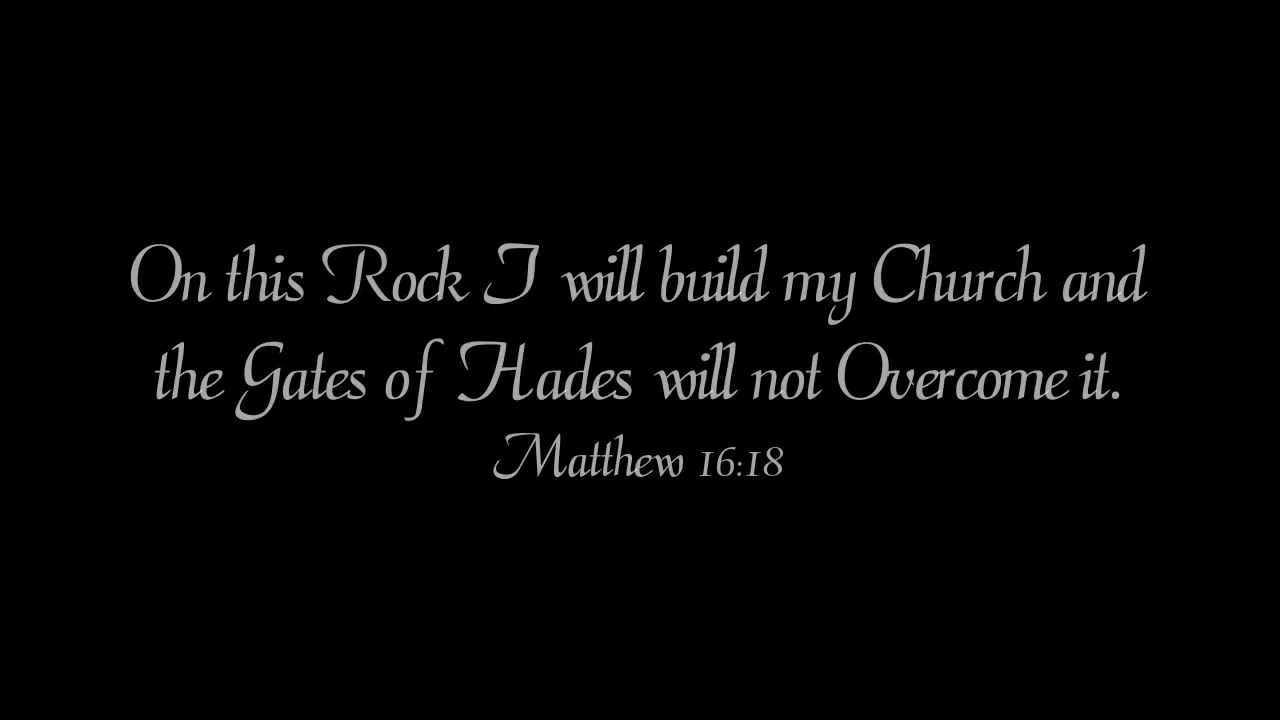 On this Rock I will build my Church and
the Gates of Hades will not Overcome it.
Matthew 16:18